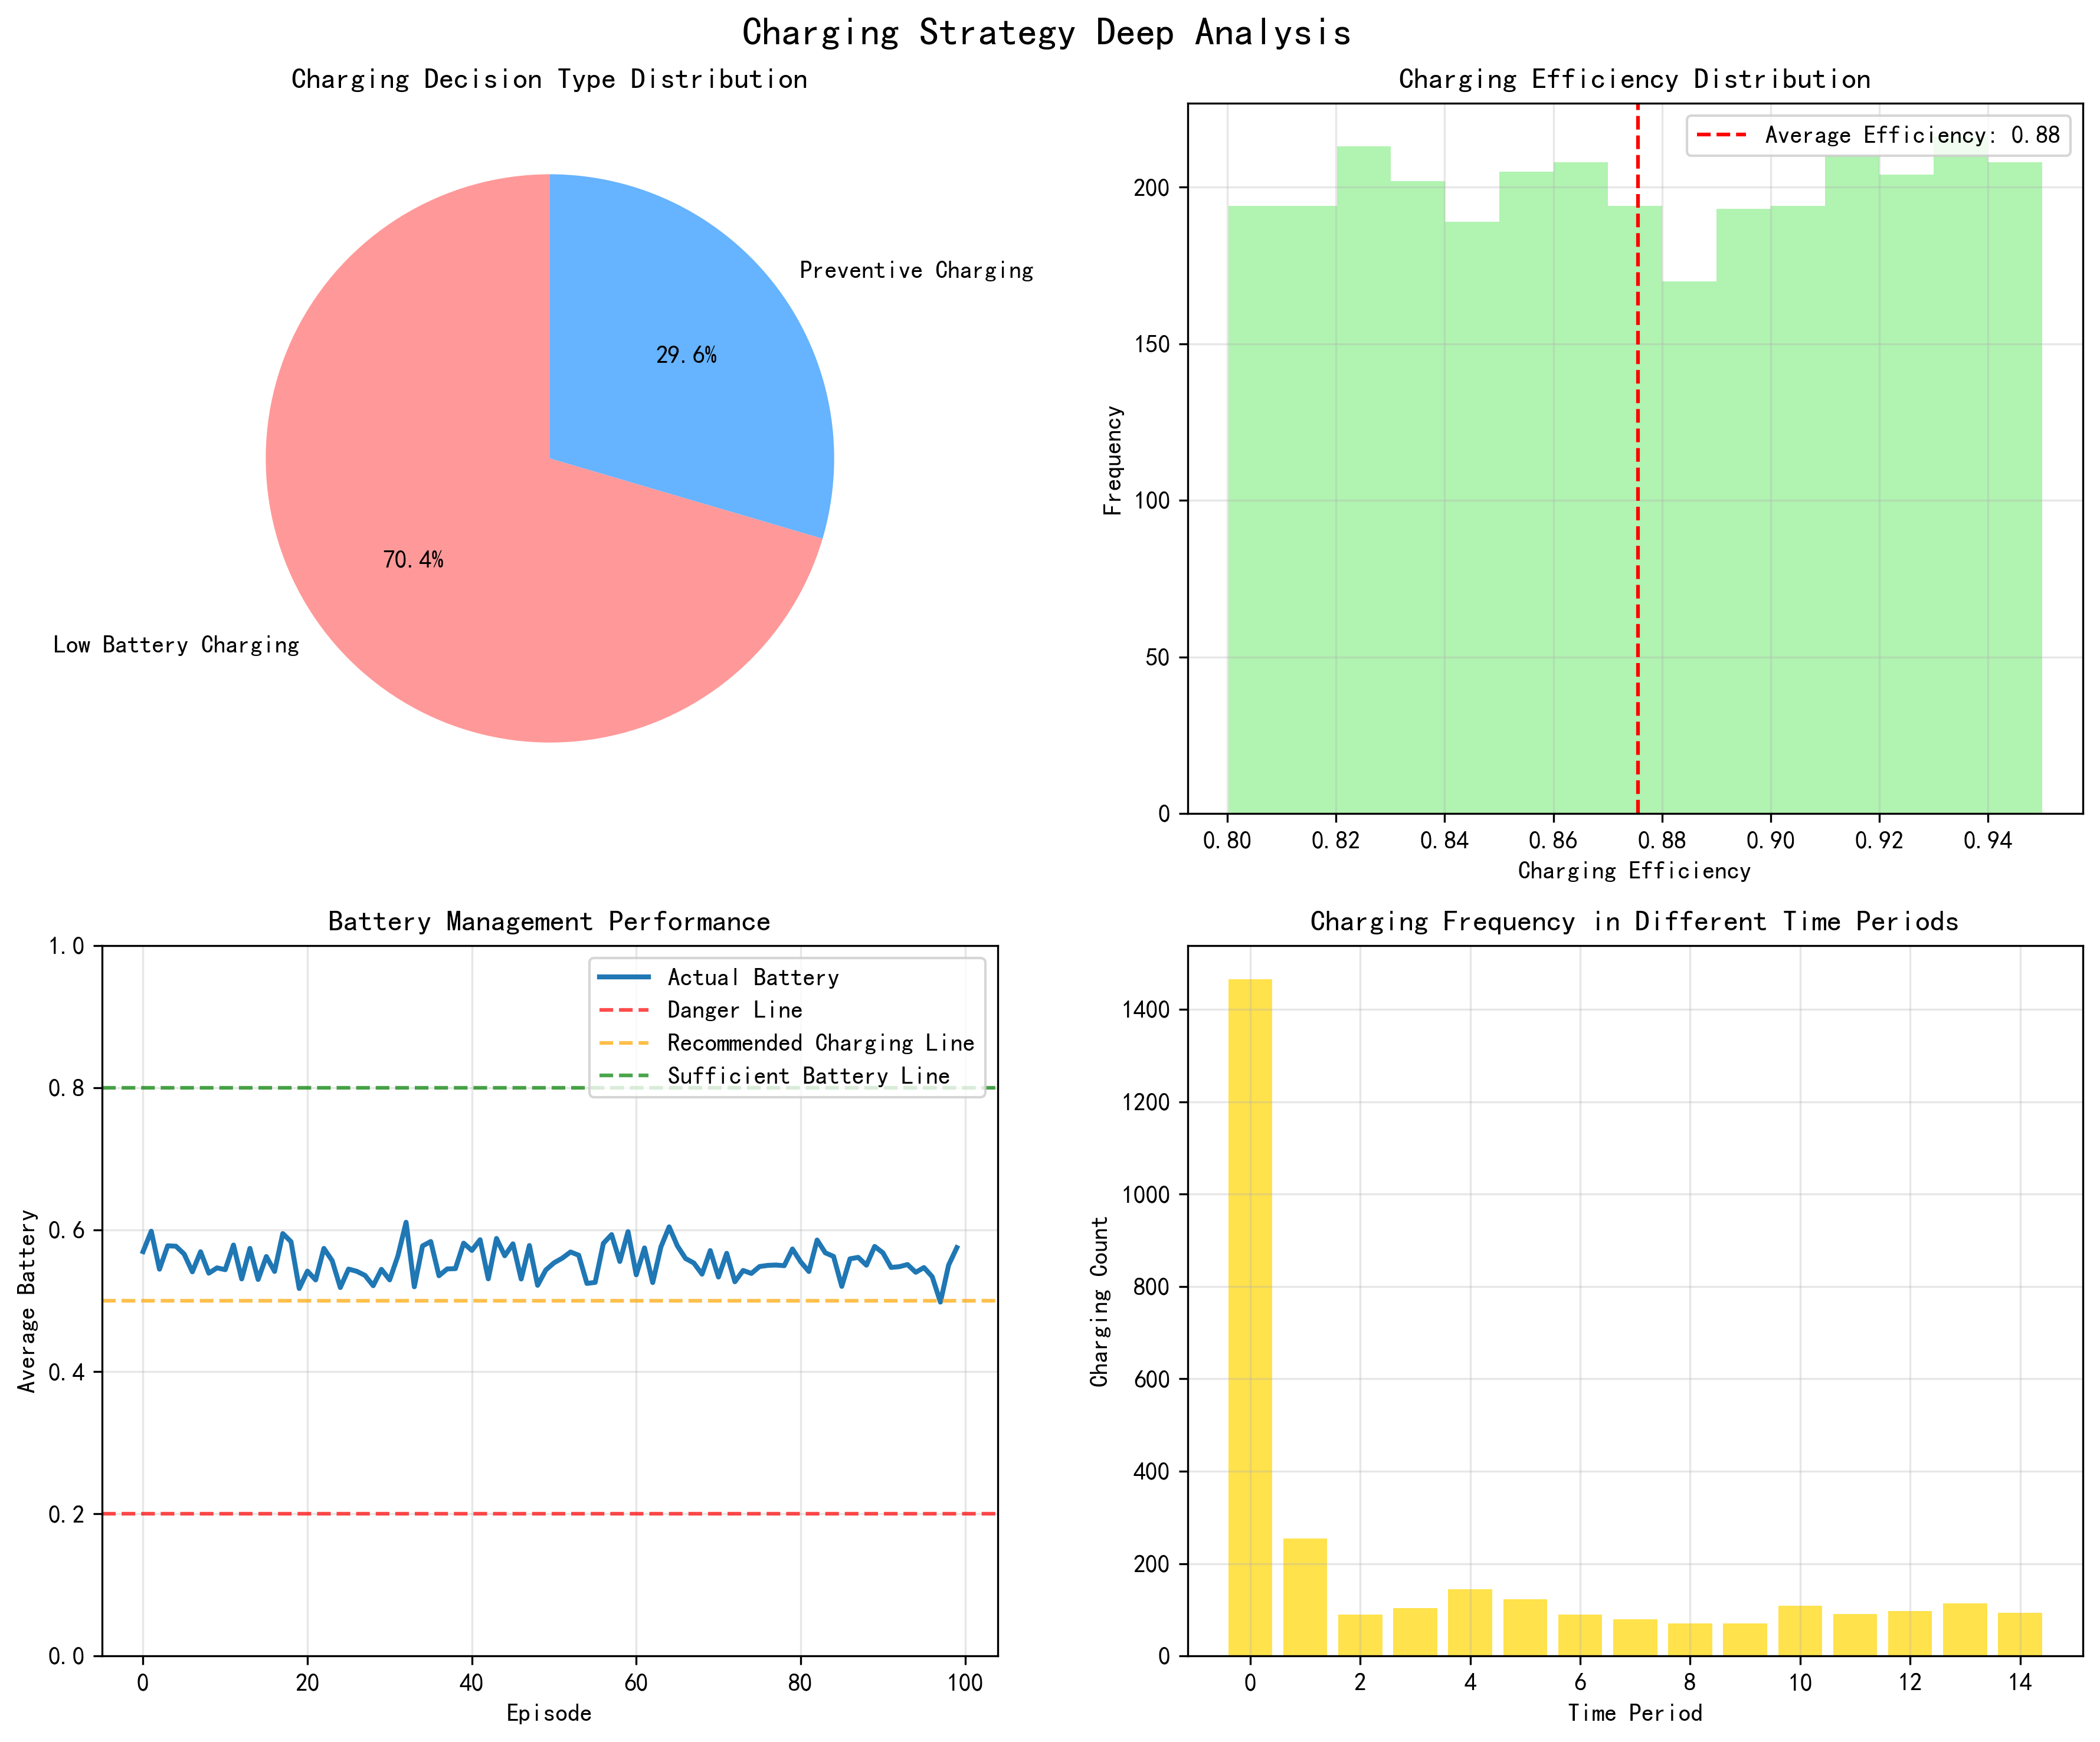 Charging Strategy Deep Analysis
Charging Decision Type Distribution
Preventive Charging
29.6%
70.4%
Low Battery Charging
Charging Efficiency Distribution
Average Efficiency: 0.88
Frequency
200
150
100
50
0
0.80 0.82 0.84 0.86 0.88 0.90 0.92 0.94
Charging Efficiency
Battery Management Performance
Actual Battery
Danger Line
Recommended Charging Line
Sufficient Battery Line
Average Battery
1.0
0.8
0.6
0.4
0.2
0.0
0 20 40 60 80 100
Episode
Charging Frequency in Different Time Periods
Charging Count
1400
1200
1000
800
600
400
200
0
0 2 4 6 8 10 12 14
Time Period